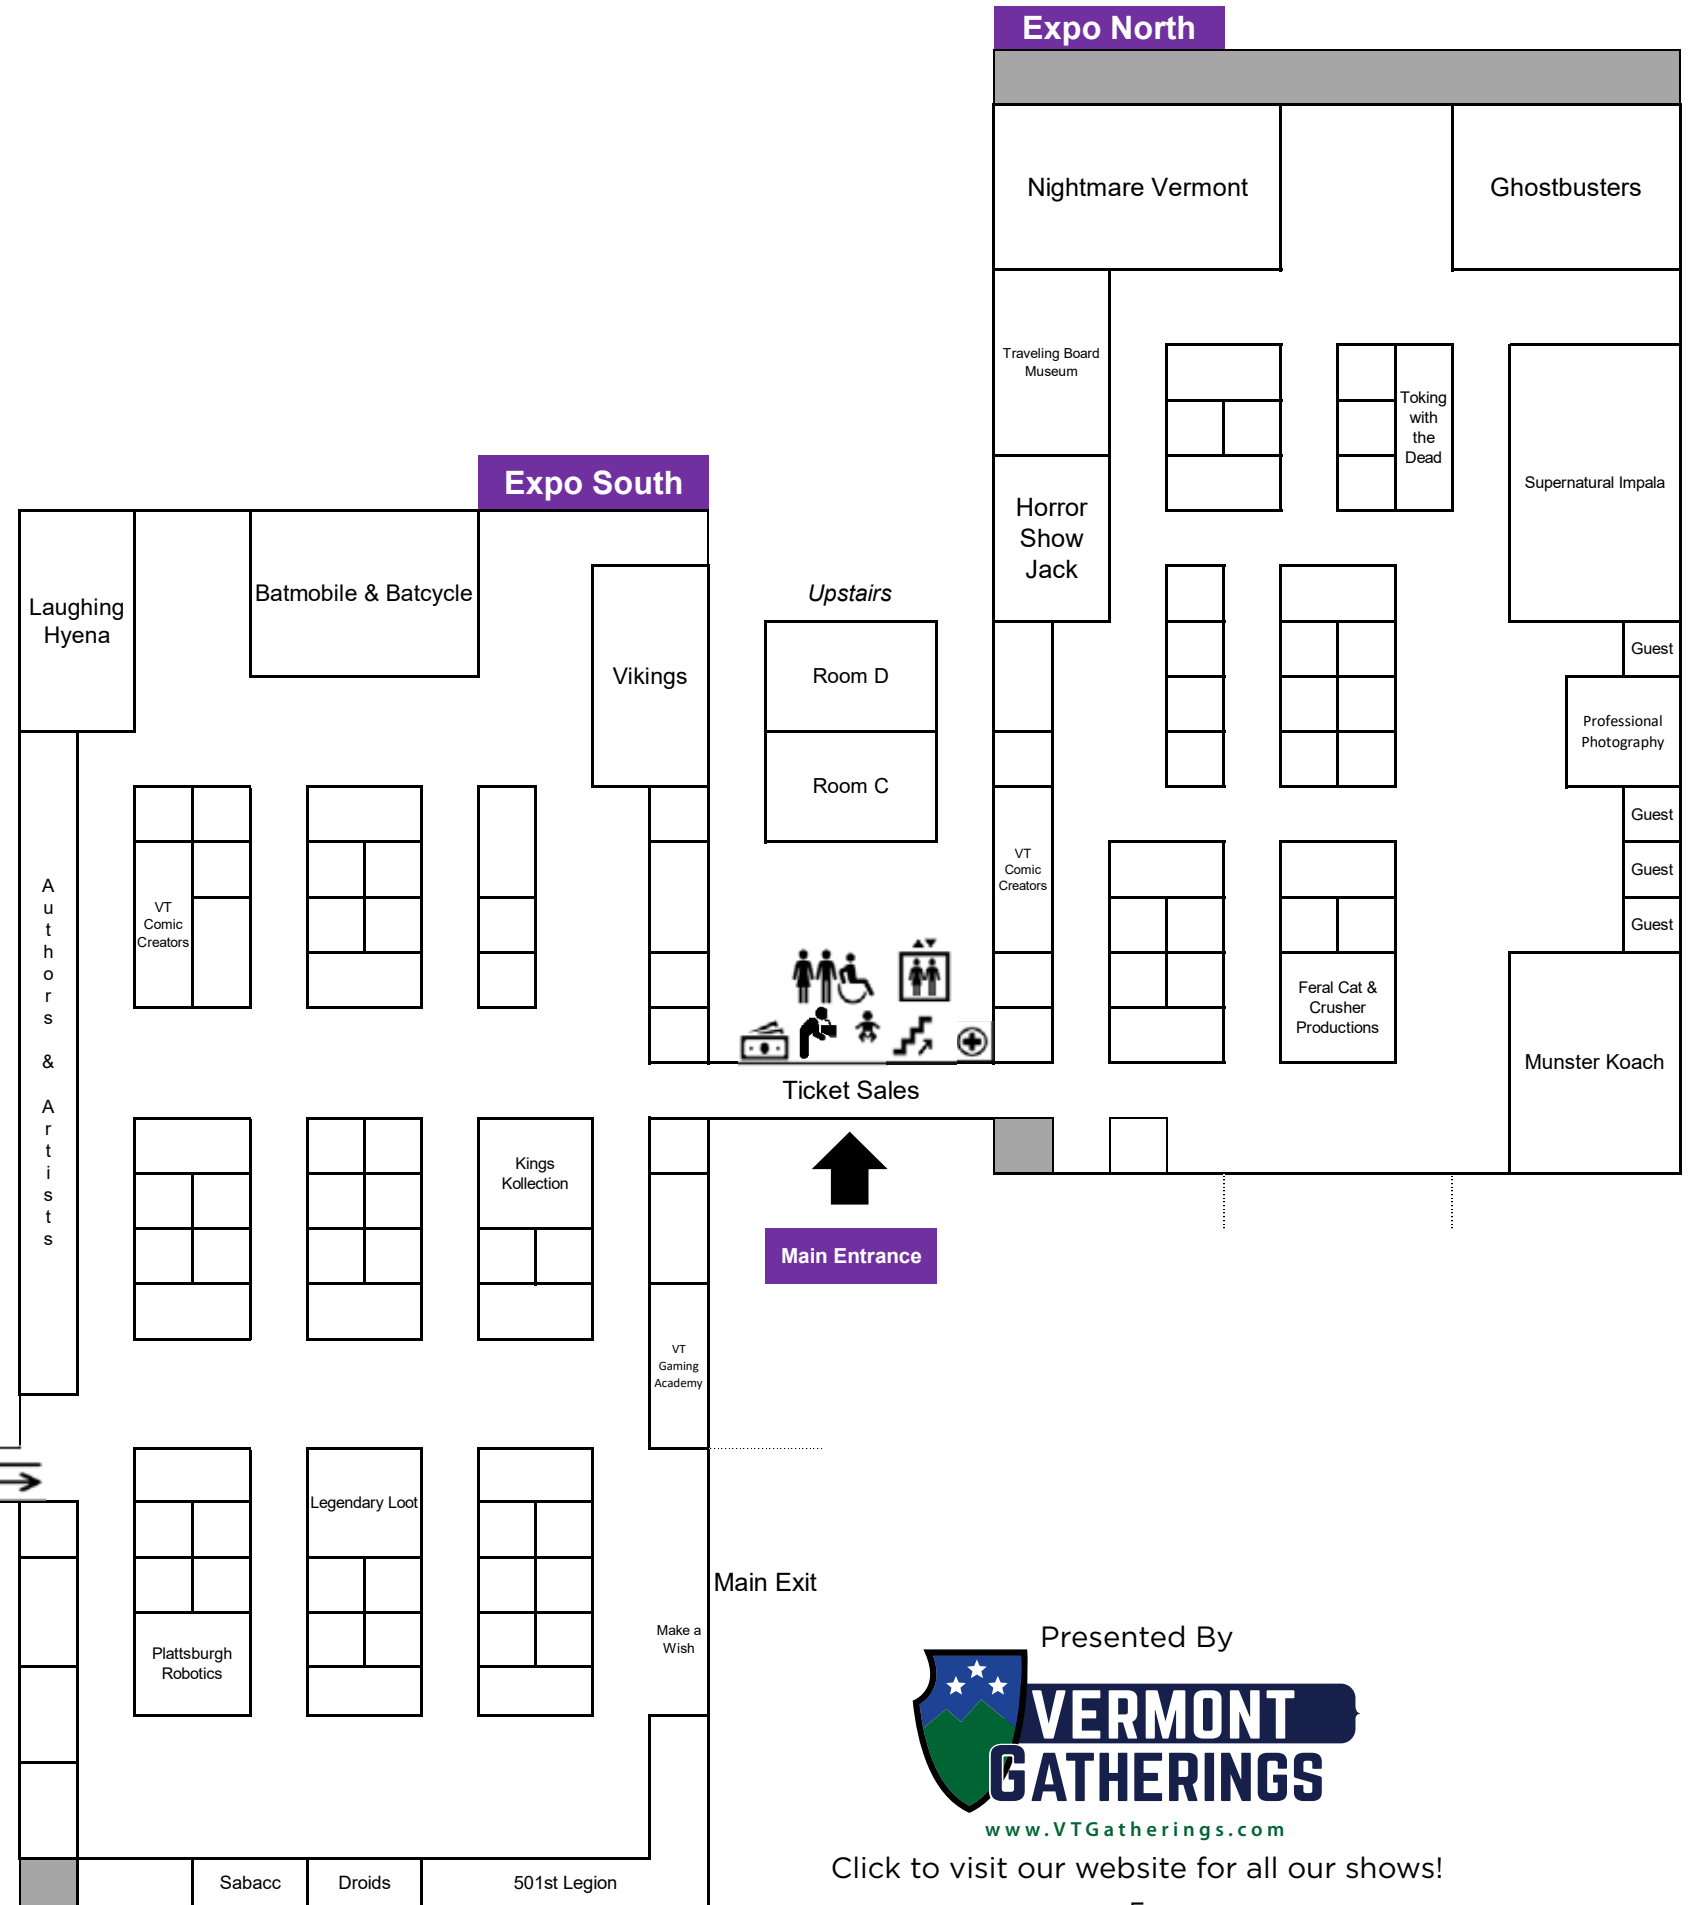 Expo North
Nightmare Vermont
Ghostbusters
Traveling Board
Museum
Toking
with
the
Dead
Supernatural Impala
Expo South
Horror
Show
Jack
Laughing
Hyena
Batmobile & Batcycle
Vikings
Upstairs
Room D
Room C
Guest
Professional
Photography
Guest
Guest
Guest
VT
Comic
Creators
Authors & Artists
VT
Comic
Creators
Feral Cat &
Crusher
Productions
Munster Koach
Ticket Sales
Kings
Kollection
Main Entrance
VT
Gaming
Academy
Legendary Loot
Main Exit
Make a
Wish
Plattsburgh
Robotics
Presented By
VERMONT
GATHERINGS
www.VTGatherings.com
Click to visit our website for all our shows!
Sabacc
Droids
501st Legion